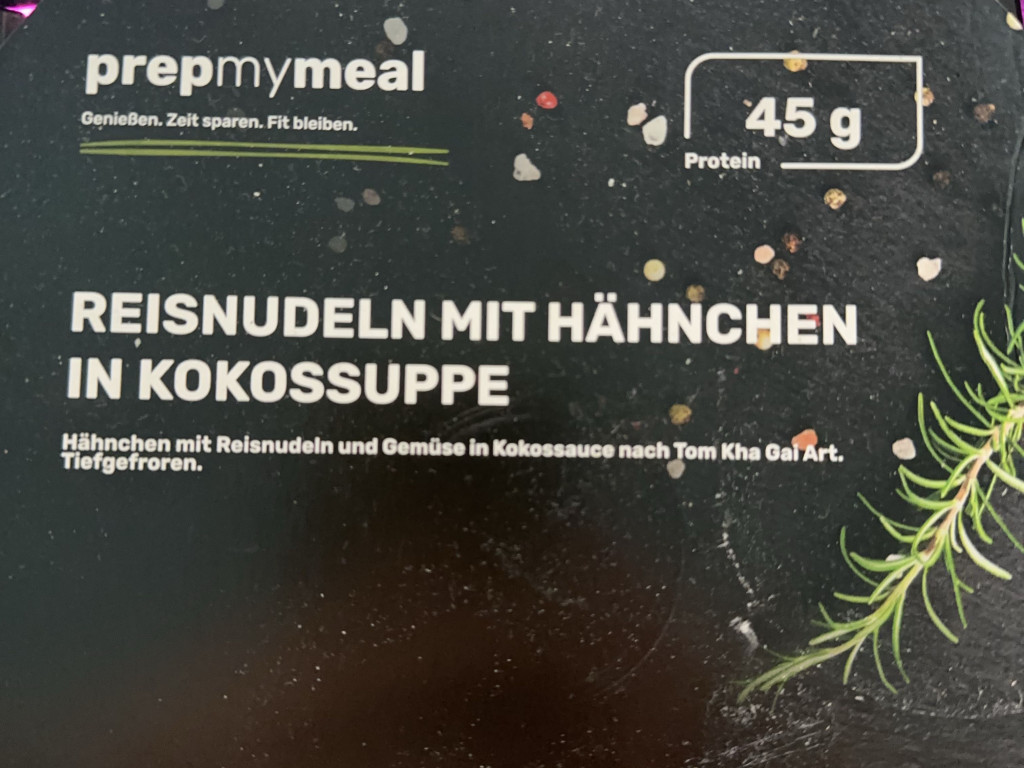 prepmymeal
Genießen. Zeit sparen. Fit bleiben.
45 g
Protein
REISNUDELN MIT HÄHNCHEN
IN KOKOSSUPPE
Hähnchen mit Reisnudeln und Gemüse in Kokossauce nach Tom Kha Gai Art.
Tiefgefroren.